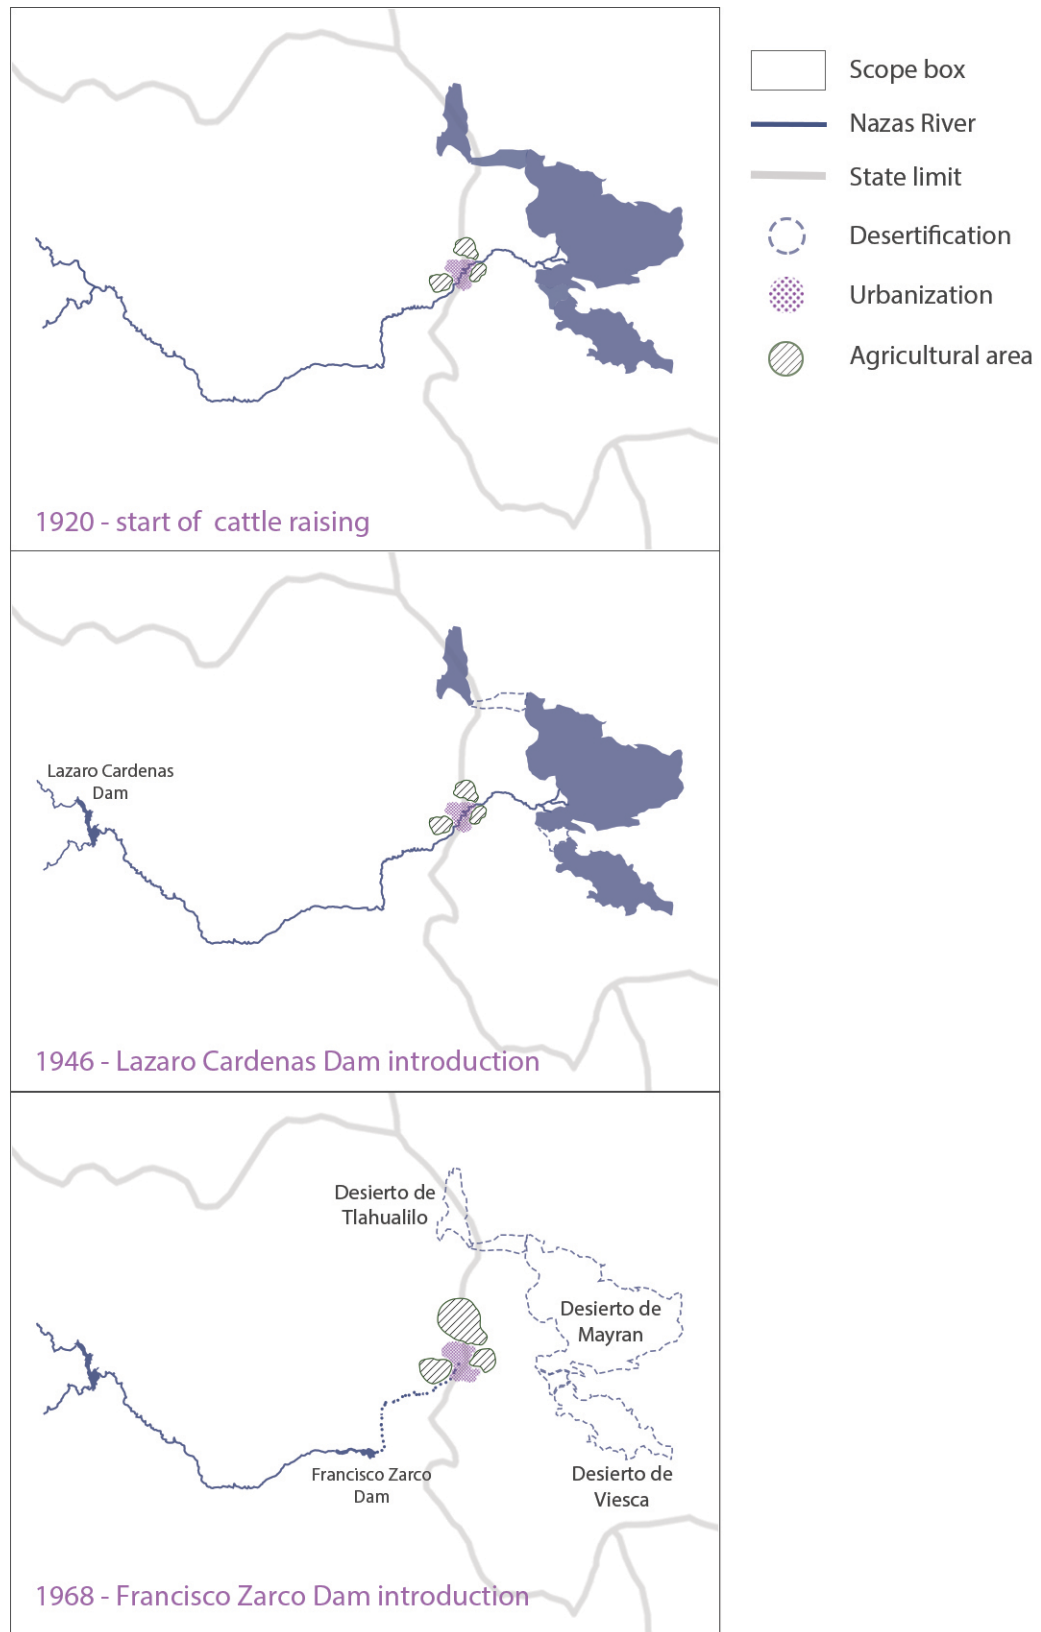 Scope box
Nazas River
State limit
Desertification
Urbanization
Agricultural area
1920 - start of cattle raising
Lazaro Cardenas
Dam
1946 - Lazaro Cardenas Dam introduction
Desierto de
Tlahualilo
Desierto de
Mayran
Francisco Zarco
Dam
Desierto de
Viesca
1968 - Francisco Zarco Dam introduction